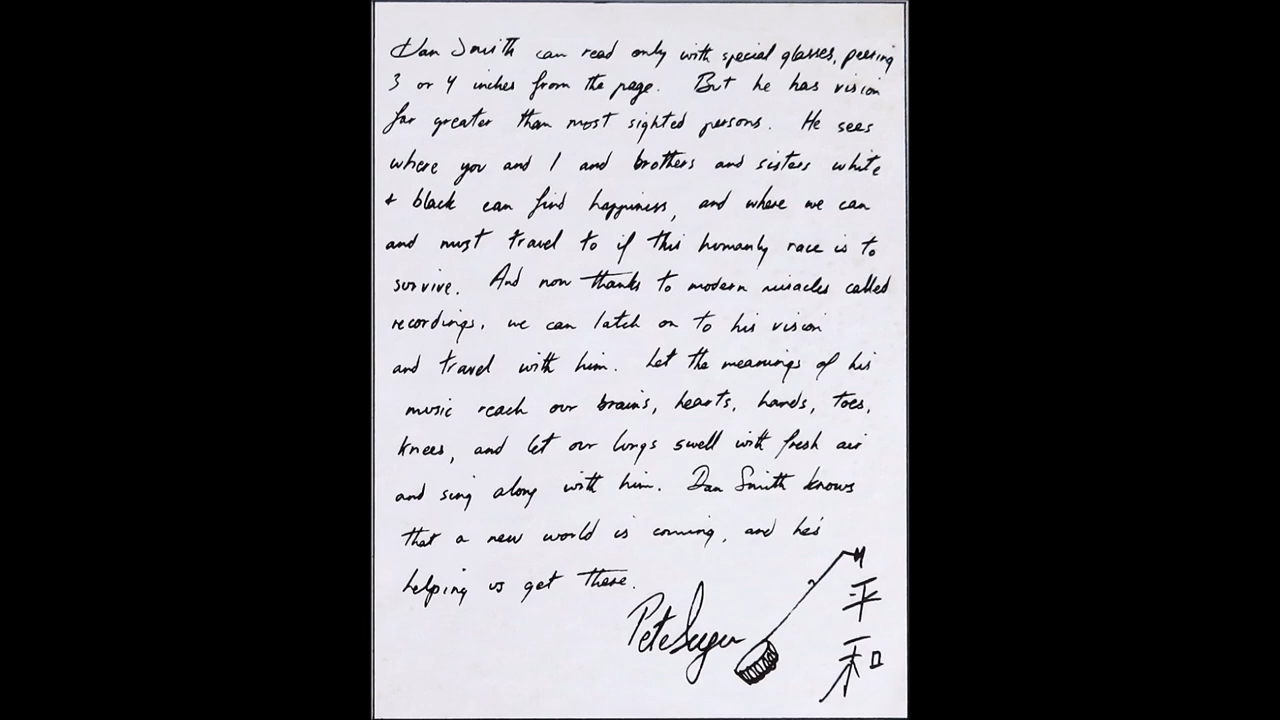 Dan Smith can read only with special glasses, peering
3 or 4 inches from the page. But he has vision
far greater than most sighted persons. He sees
where you and I and brothers and sisters white
+ black can find happiness, and where we can
and must travel to if this humanly race is to
survive. And now thanks to modern miracles called
recordings, we can latch on to his vision
and travel with him. Let the meanings of his
music reach our brains, hearts, hands, toes,
knees, and let our lungs swell with fresh air
and sing along with him. Dan Smith knows
that a new world is coming, and he's
helping us get there.
Pete Seeger
平和